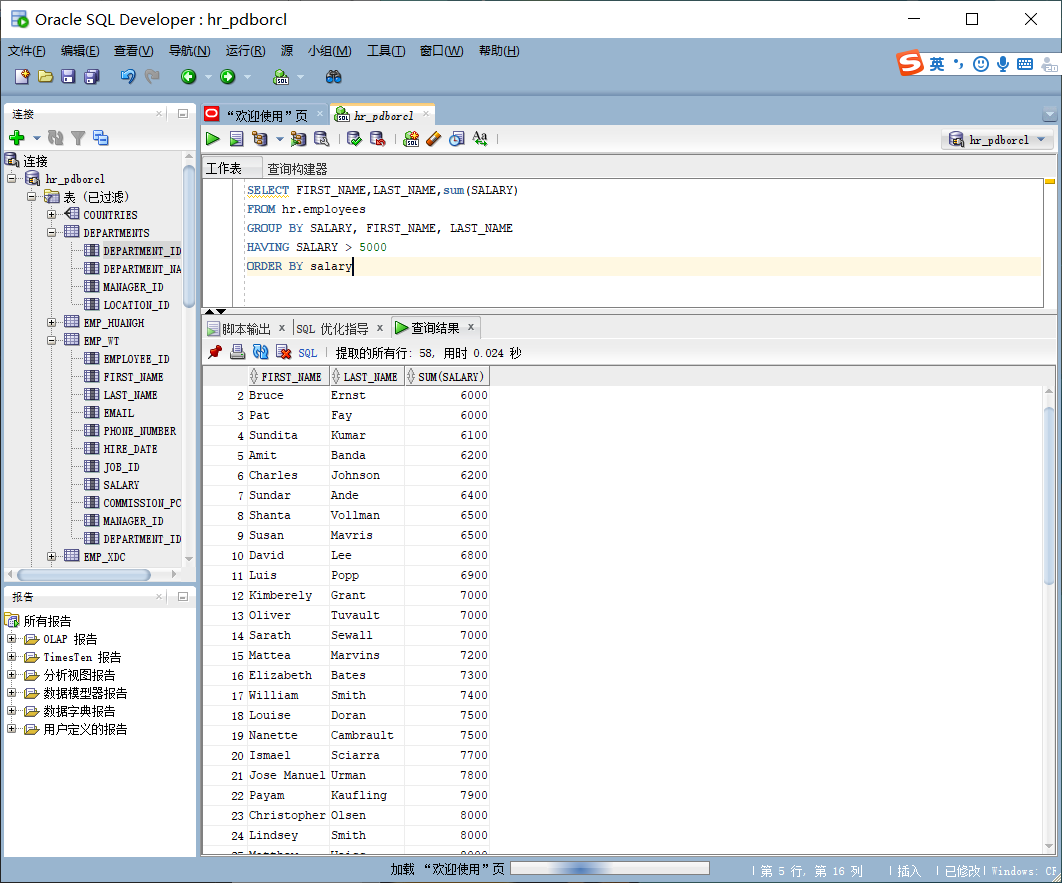 Oracle SQL Developer : hr_pdborcl
文件(F) 编辑(E) 查看(V) 导航(N) 运行(R) 源 小组(M) 工具(T) 窗口(W) 帮助(H)
英
连接
"欢迎使用"页
hr_pdborcl
hr_pdborcl
工作表 查询构建器
SELECT FIRST_NAME,LAST_NAME,sum(SALARY)
FROM hr.employees
GROUP BY SALARY, FIRST_NAME, LAST_NAME
HAVING SALARY > 5000
ORDER BY salary
连接
hr_pdborcl
表 (已过滤)
COUNTRIES
DEPARTMENTS
DEPARTMENT_ID
DEPARTMENT_NA
MANAGER_ID
LOCATION_ID
EMP_HUANGH
EMP_WT
EMPLOYEE_ID
FIRST_NAME
LAST_NAME
EMAIL
PHONE_NUMBER
HIRE_DATE
JOB_ID
SALARY
COMMISSION_PC
MANAGER_ID
DEPARTMENT_ID
EMP_XDC
报告
所有报告
OLAP 报告
TimesTen 报告
分析视图报告
数据模型器报告
数据字典报告
用户定义的报告
脚本输出 x SQL 优化指导 x 查询结果 x
SQL | 提取的所有行: 58, 用时 0.024 秒
FIRST_NAME LAST_NAME SUM(SALARY)
2 Bruce Ernst 6000
3 Pat Fay 6000
4 Sundita Kumar 6100
5 Amit Banda 6200
6 Charles Johnson 6200
7 Sundar Ande 6400
8 Shanta Vollman 6500
9 Susan Mavris 6500
10 David Lee 6800
11 Luis Popp 6900
12 Kimberely Grant 7000
13 Oliver Tuvault 7000
14 Sarath Sewall 7000
15 Mattea Marvins 7200
16 Elizabeth Bates 7300
17 William Smith 7400
18 Louise Doran 7500
19 Nanette Cambrault 7500
20 Ismael Sciarra 7700
21 Jose Manuel Urman 7800
22 Payam Kaufling 7900
23 Christopher Olsen 8000
24 Lindsey Smith 8000
加载 "欢迎使用"页
第 5 行, 第 16 列 | 插入 | 已修改 | Windows: CR